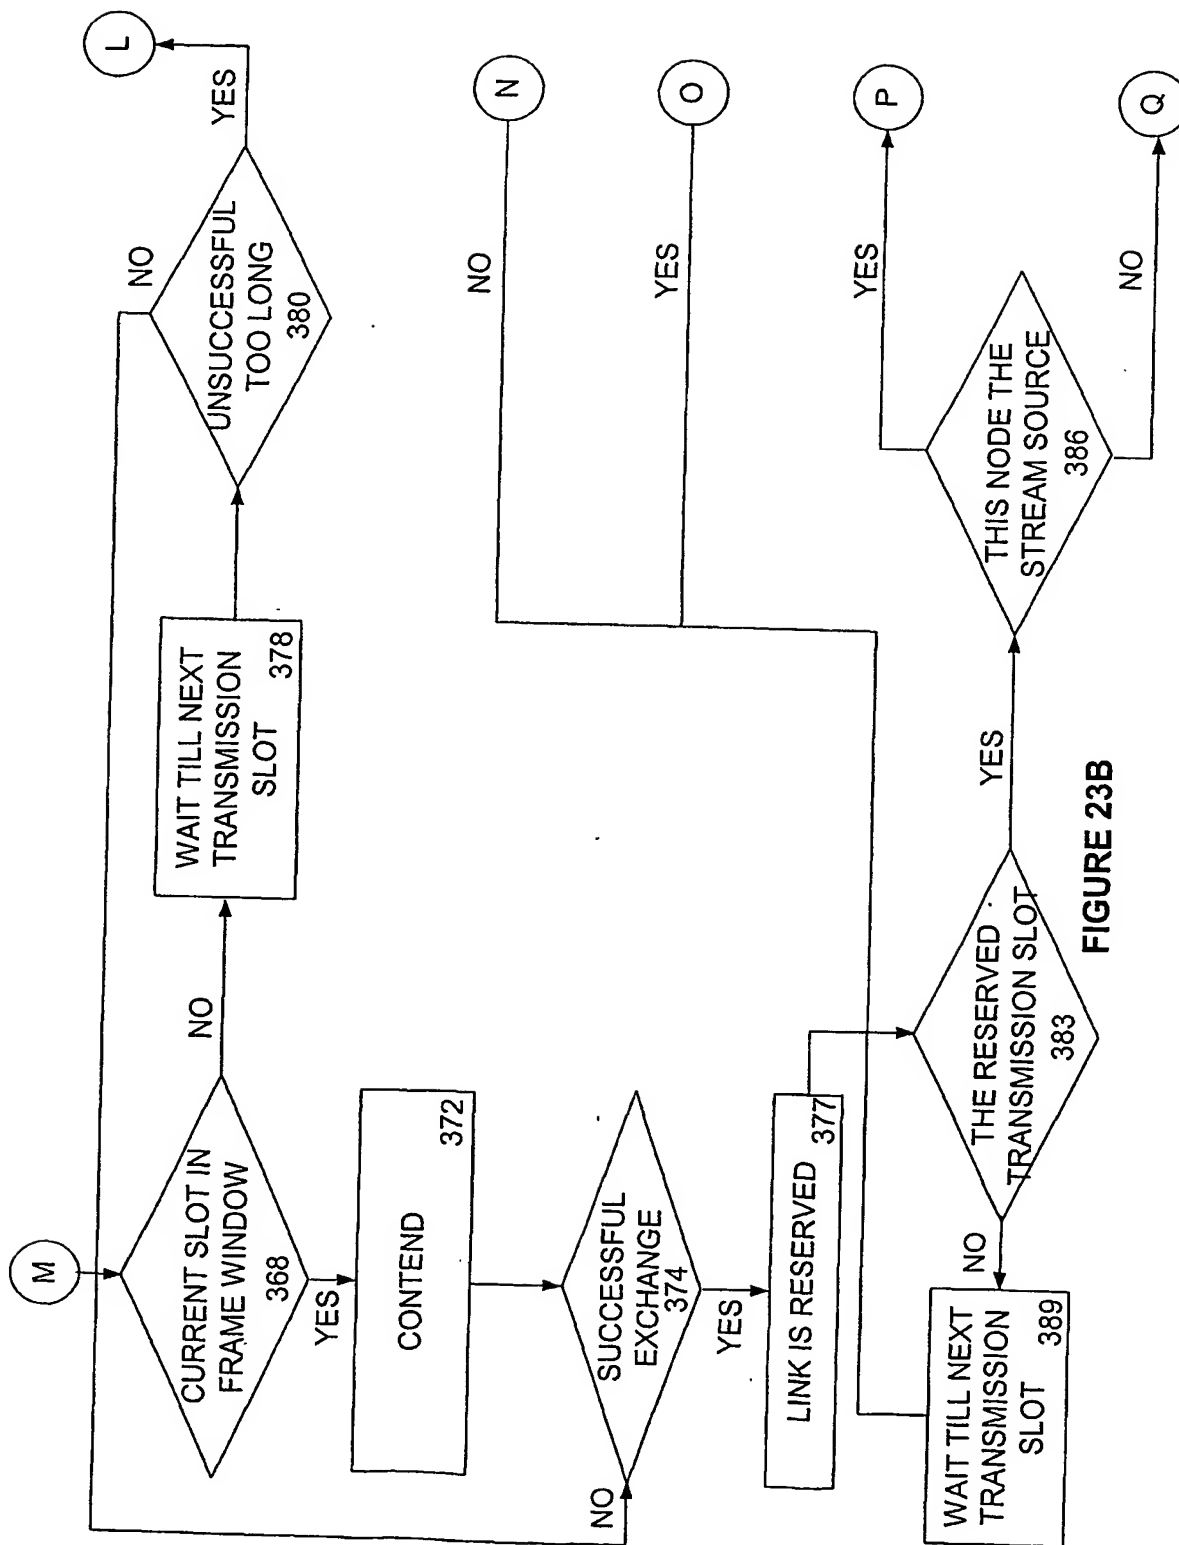 M
CURRENT SLOT IN
FRAME WINDOW
368
NO
YES
WAIT TILL NEXT
TRANSMISSION
SLOT
378
UNSUCCESSFUL
TOO LONG
380
NO
YES
L
CONTEND
372
SUCCESSFUL
EXCHANGE
374
NO
YES
LINK IS RESERVED
377
N
NO
O
YES
THE RESERVED
TRANSMISSION SLOT
383
NO
YES
WAIT TILL NEXT
TRANSMISSION
SLOT
389
THIS NODE THE
STREAM SOURCE
386
YES
P
NO
Q
FIGURE 23B